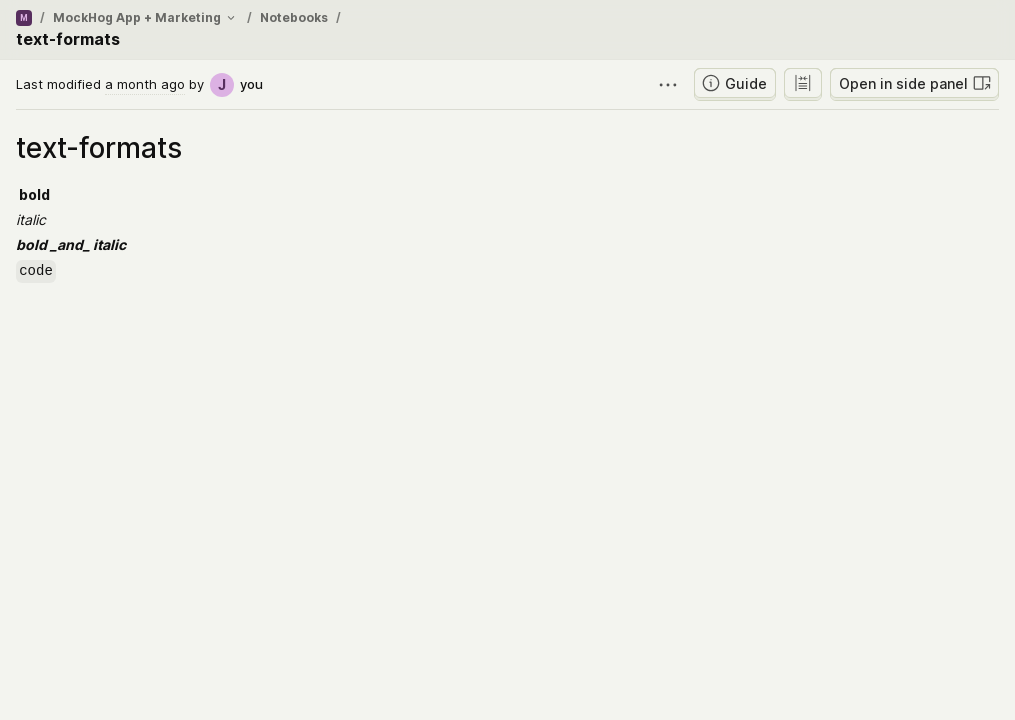 M / MockHog App + Marketing / Notebooks /
text-formats
Last modified a month ago by J you
Guide
Open in side panel
text-formats
bold
italic
bold _and_ italic
code